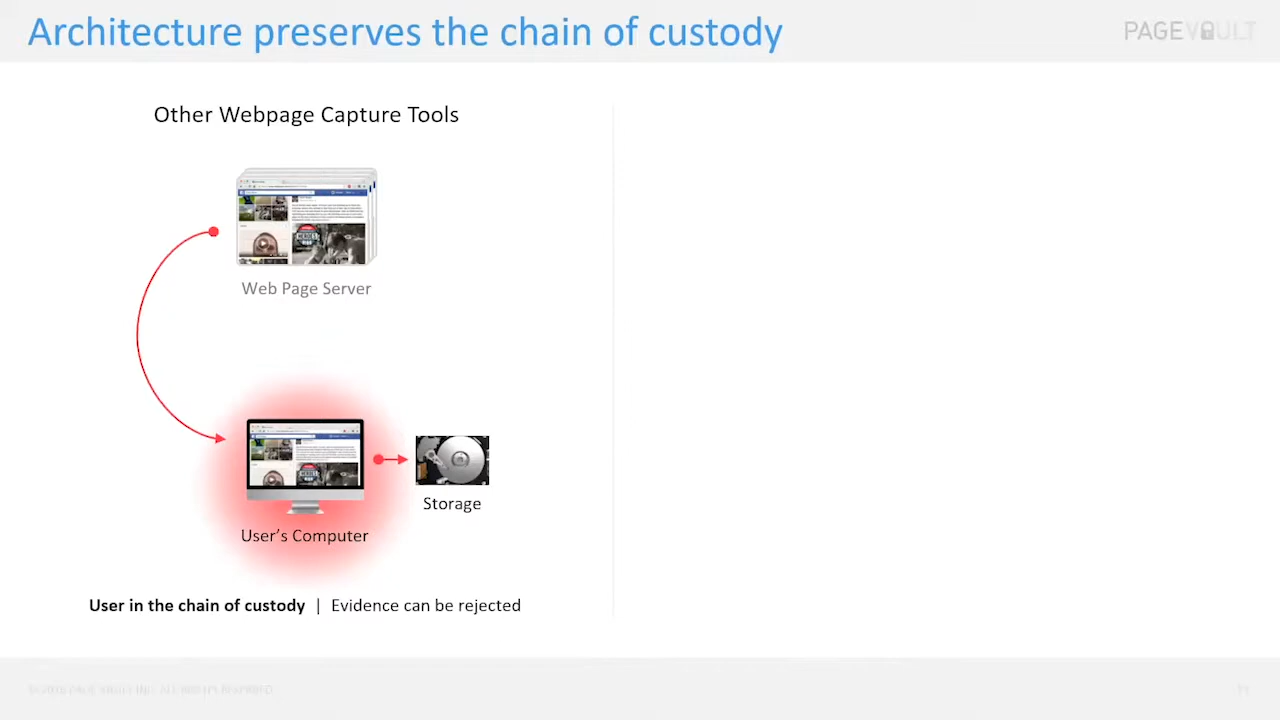 Architecture preserves the chain of custody
PAGEVAULT
Other Webpage Capture Tools
Web Page Server
Storage
User's Computer
User in the chain of custody | Evidence can be rejected